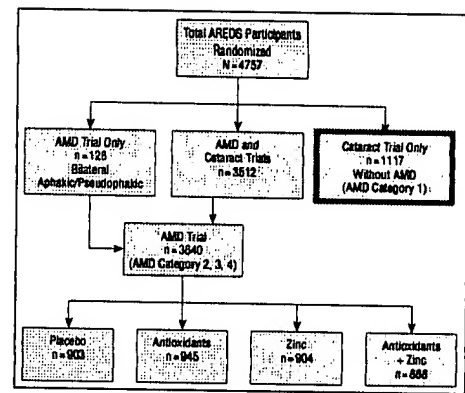 Total AREDS Participants
Randomized
N = 4757
AMD Trial Only
n = 128
Bilateral
Aphakic/Pseudophakic
AMD and
Cataract Trials
n = 3512
Cataract Trial Only
n = 1117
Without AMD
(AMD Category 1)
AMD Trial
n = 3640
(AMD Category 2, 3, 4)
Placebo
n = 903
Antioxidants
n = 945
Zinc
n = 904
Antioxidants
+ Zinc
n = 888